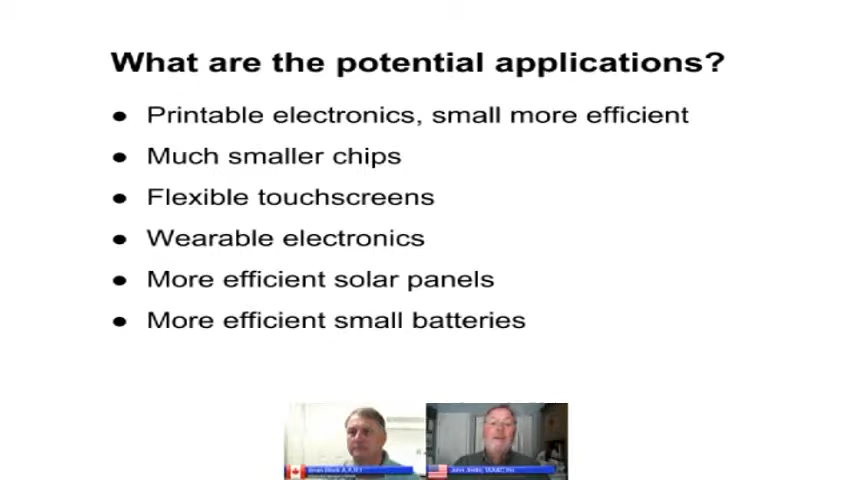 What are the potential applications?
● Printable electronics, small more efficient
● Much smaller chips
● Flexible touchscreens
● Wearable electronics
● More efficient solar panels
● More efficient small batteries